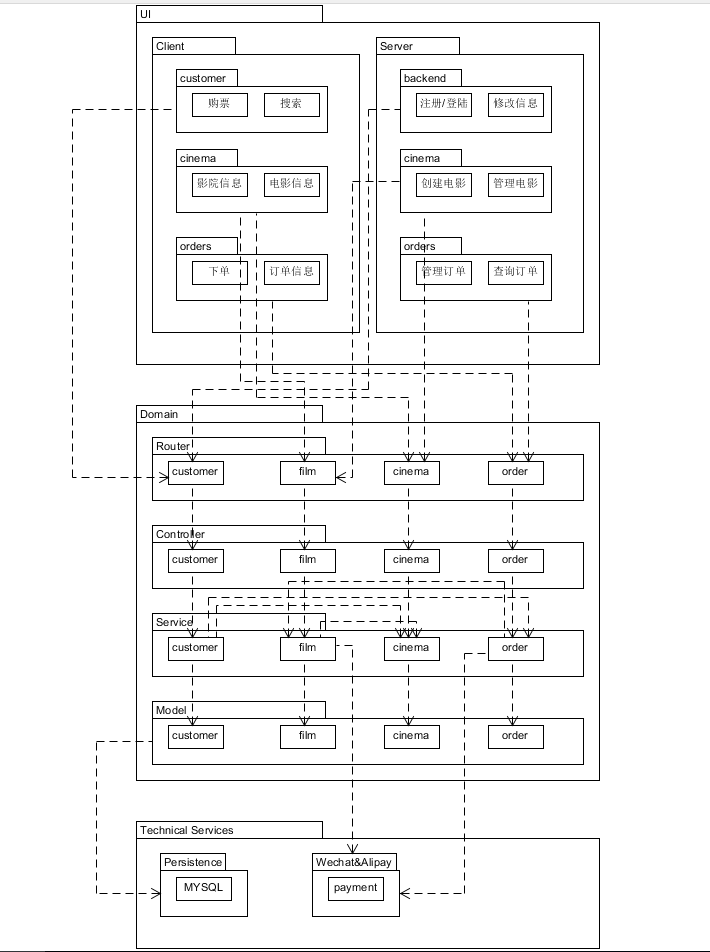 UI
Client
Server
customer
backend
购票
搜索
注册/登陆
修改信息
cinema
cinema
影院信息
电影信息
创建电影
管理电影
orders
orders
下单
订单信息
管理订单
查询订单
Domain
Router
customer
film
cinema
order
Controller
customer
film
cinema
order
Service
customer
film
cinema
order
Model
customer
film
cinema
order
Technical Services
Persistence
Wechat&Alipay
MYSQL
payment